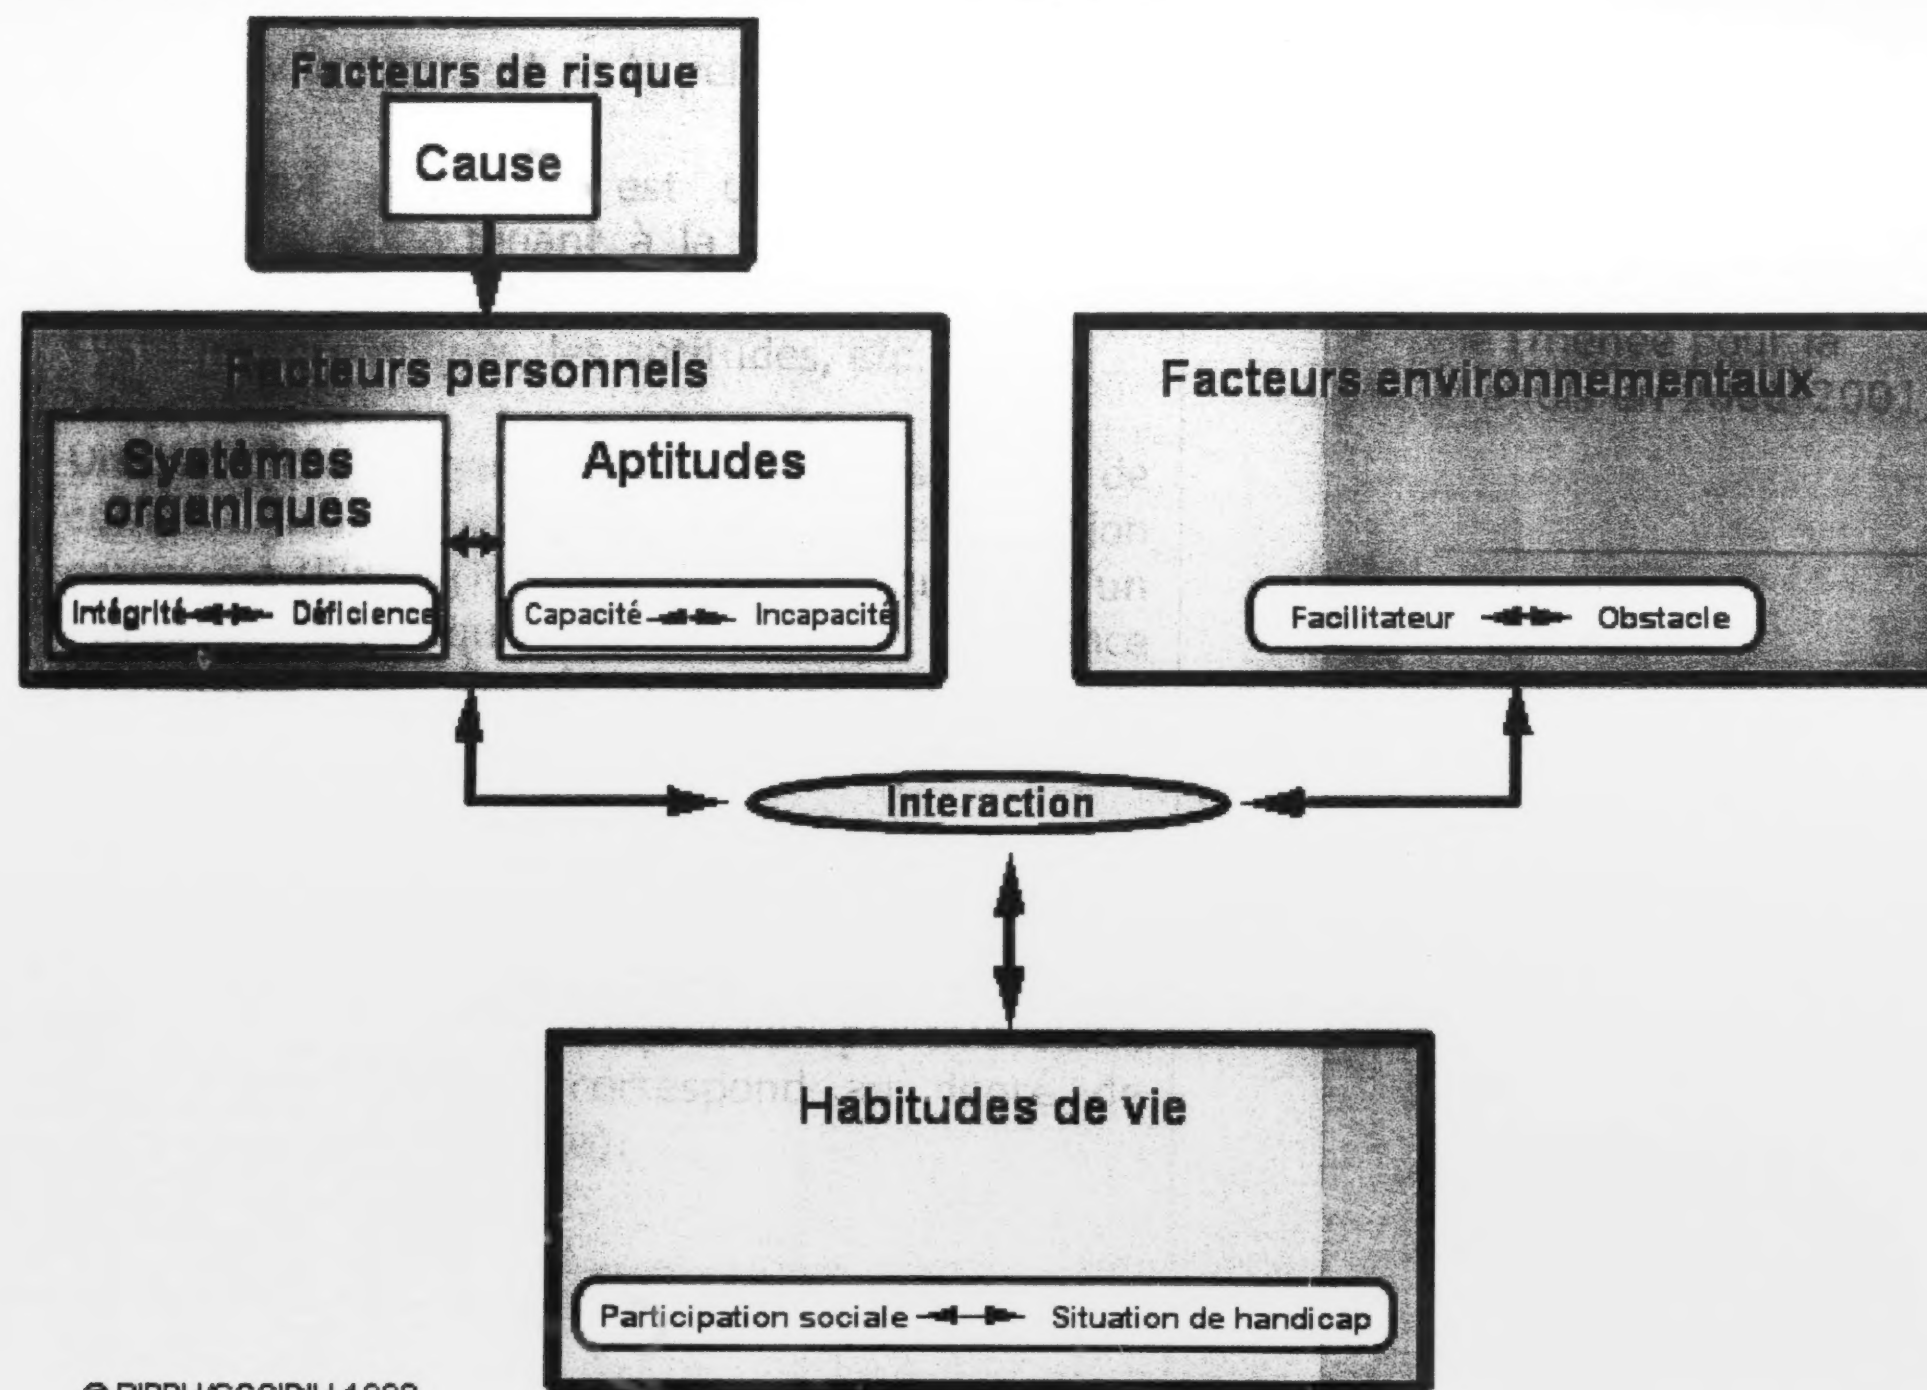 Facteurs de risque
Cause
Facteurs personnels
Facteurs environnementaux
Systèmes
organiques
Aptitudes
Intégrité Déficience
Capacité Incapacité
Facilitateur Obstacle
Interaction
Habitudes de vie
Participation sociale Situation de handicap